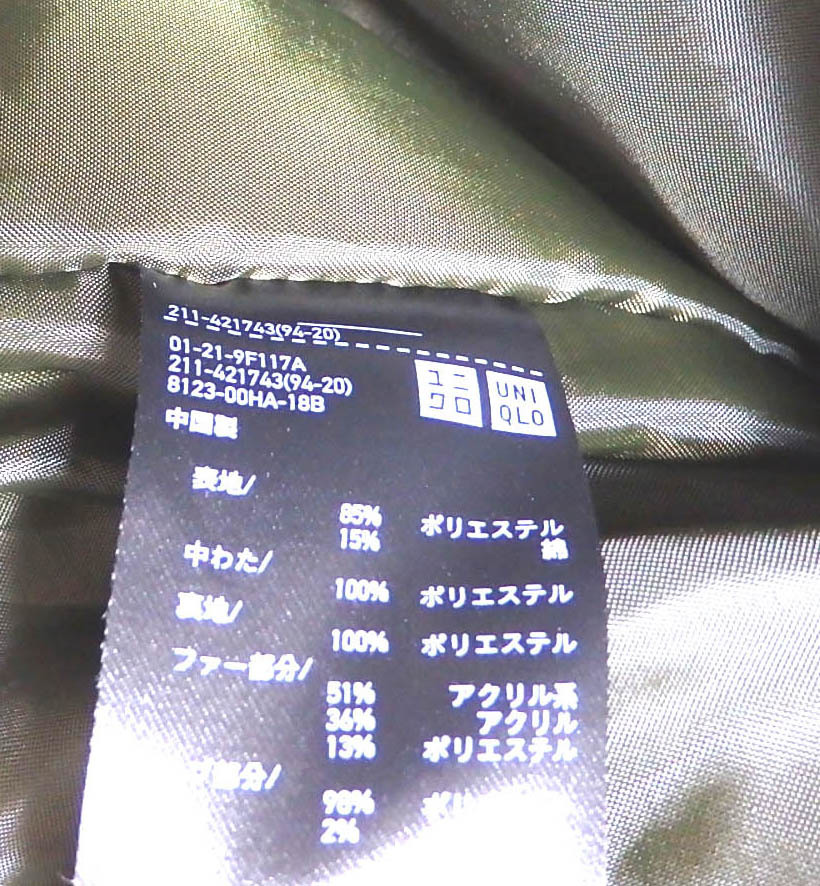 211-421743(94-20)
01-21-9F117A
211-421743(94-20)
8123-00HA-18B
中国製
ユニ
クロ
UNI
QLO
表地/
85% ポリエステル
15% 綿
中わた/
100% ポリエステル
裏地/
100% ポリエステル
ファー部分/
51% アクリル系
36% アクリル
13% ポリエステル
部分/
98%
2%